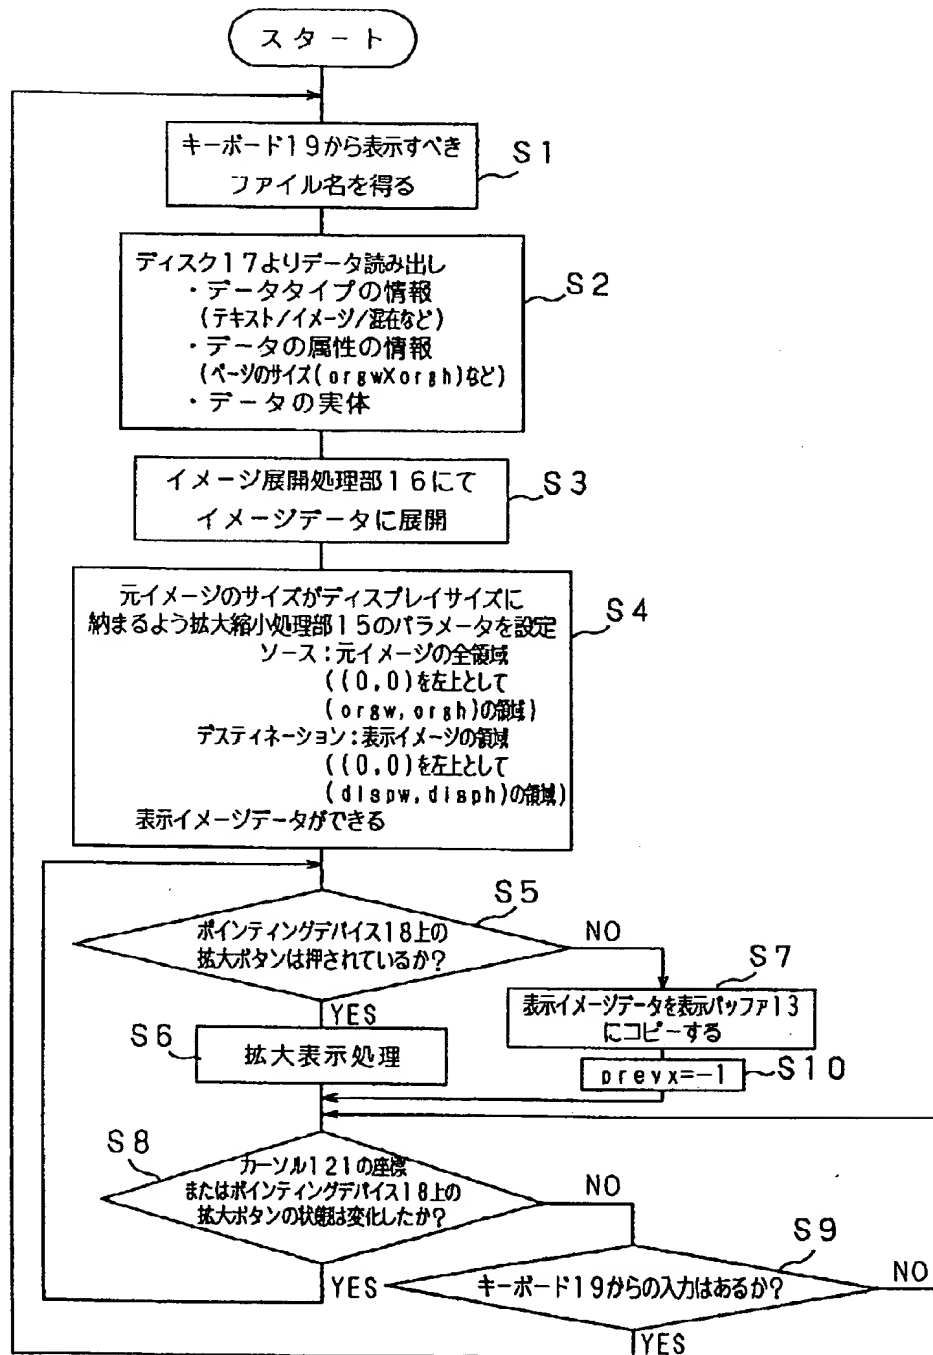 スタート
キーボード19から表示すべき
ファイル名を得る
S1
ディスク17よりデータ読み出し
・データタイプの情報
(テキスト/イメージ/混在など)
・データの属性の情報
(ページのサイズ(orgwXorgh)など)
・データの実体
S2
イメージ展開処理部16にて
イメージデータに展開
S3
元イメージのサイズがディスプレイサイズに
納まるよう拡大縮小処理部15のパラメータを設定
ソース:元イメージの全領域
((0,0)を左上として
(orgw,orgh)の領域)
デスティネーション:表示イメージの領域
((0,0)を左上として
(dispw,disph)の領域)
表示イメージデータができる
S4
ポインティングデバイス18上の
拡大ボタンは押されているか?
S5
NO
YES
S6
拡大表示処理
S7
表示イメージデータを表示バッファ13
にコピーする
prevx=-1
S10
S8
カーソル121の座標
またはポインティングデバイス18上の
拡大ボタンの状態は変化したか?
NO
YES
S9
キーボード19からの入力はあるか?
NO
YES